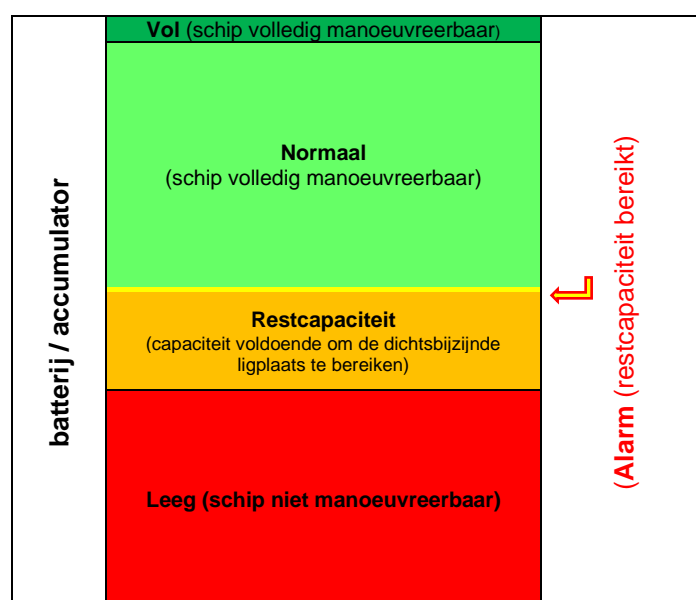 Vol (schip volledig manoeuvreerbaar)
Normaal
(schip volledig manoeuvreerbaar)
Restcapaciteit
(capaciteit voldoende om de dichtsbijzijnde
ligplaats te bereiken)
Leeg (schip niet manoeuvreerbaar)
batterij / accumulator
(Alarm (restcapaciteit bereikt)